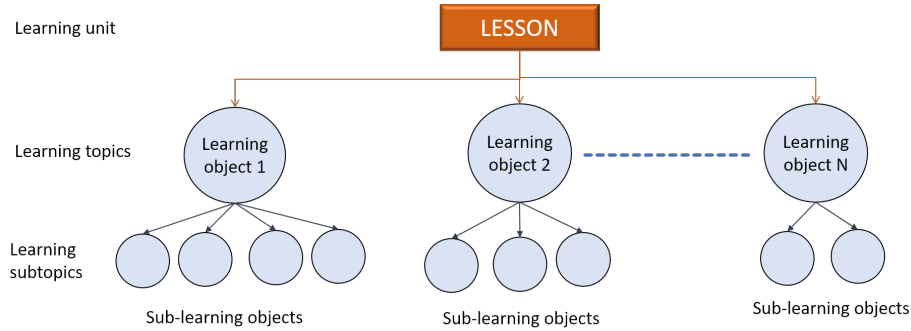 Learning unit
LESSON
Learning topics
Learning
object 1
Learning
object 2
Learning
object N
Learning
subtopics
Sub-learning objects
Sub-learning objects
Sub-learning objects